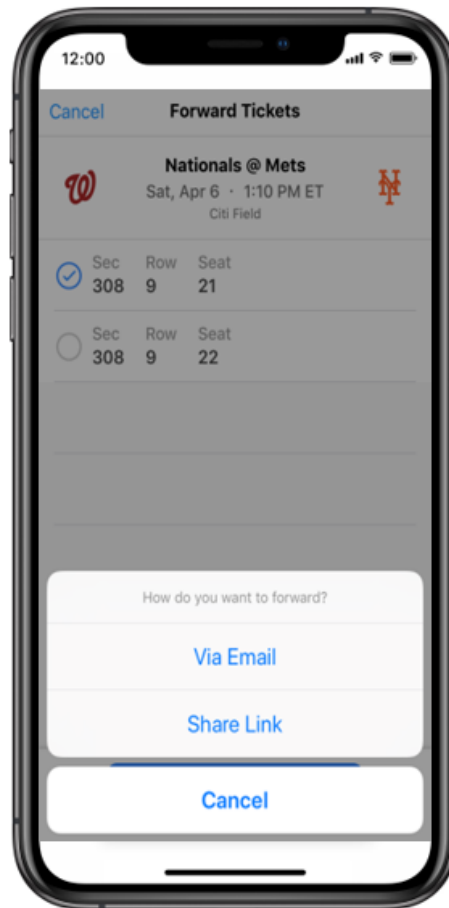 12:00
Cancel Forward Tickets
Nationals @ Mets
Sat, Apr 6 · 1:10 PM ET
Citi Field
Sec Row Seat
308 9 21
Sec Row Seat
308 9 22
How do you want to forward?
Via Email
Share Link
Cancel